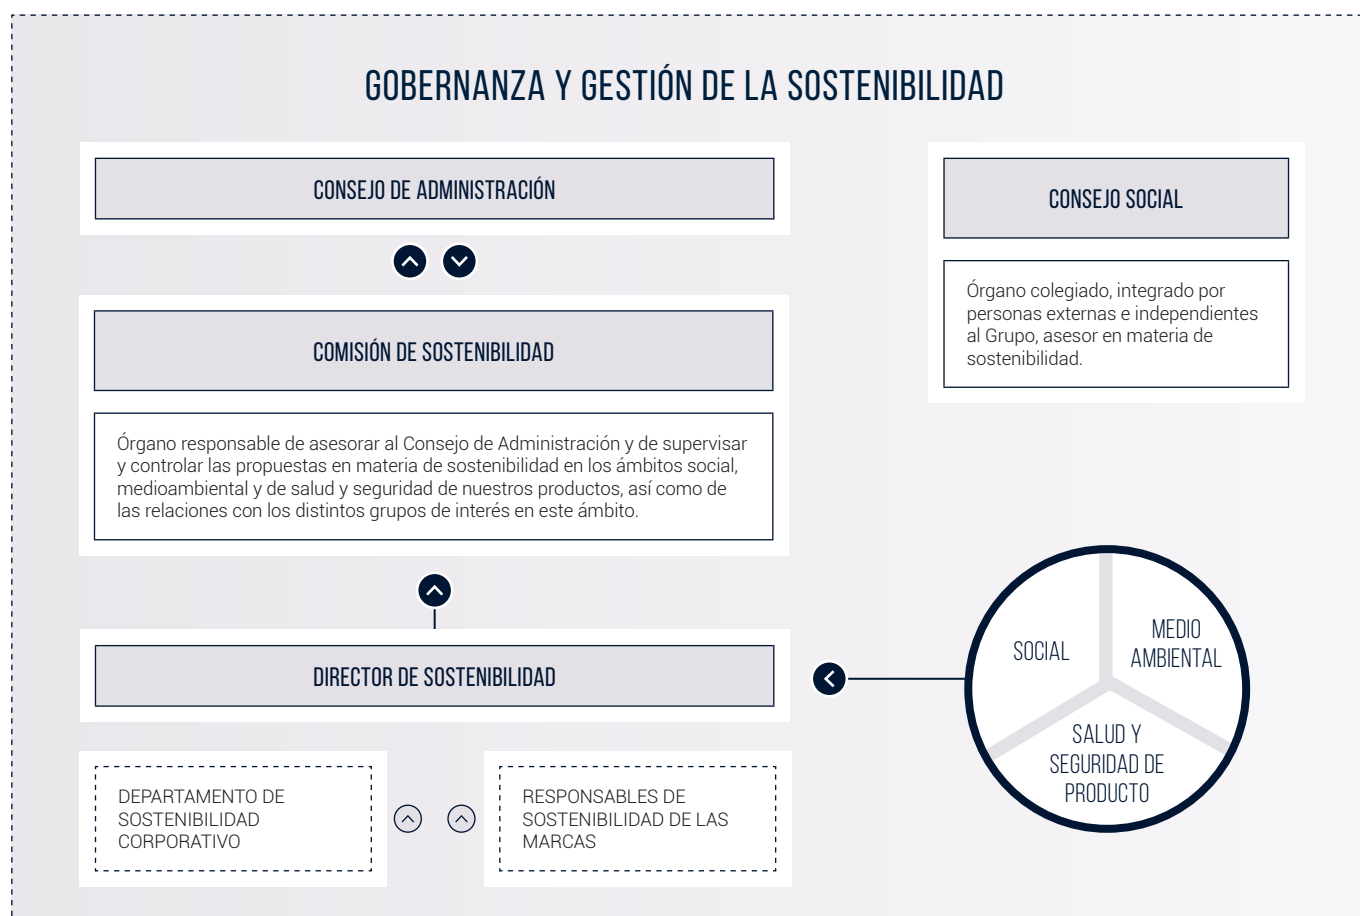 GOBERNANZA Y GESTIÓN DE LA SOSTENIBILIDAD
CONSEJO DE ADMINISTRACIÓN
COMISIÓN DE SOSTENIBILIDAD
Órgano responsable de asesorar al Consejo de Administración y de supervisar
y controlar las propuestas en materia de sostenibilidad en los ámbitos social,
medioambiental y de salud y seguridad de nuestros productos, así como de
las relaciones con los distintos grupos de interés en este ámbito.
DIRECTOR DE SOSTENIBILIDAD
DEPARTAMENTO DE
SOSTENIBILIDAD
CORPORATIVO
RESPONSABLES DE
SOSTENIBILIDAD DE LAS
MARCAS
CONSEJO SOCIAL
Órgano colegiado, integrado por
personas externas e independientes
al Grupo, asesor en materia de
sostenibilidad.
SOCIAL
MEDIO
AMBIENTAL
SALUD Y
SEGURIDAD DE
PRODUCTO